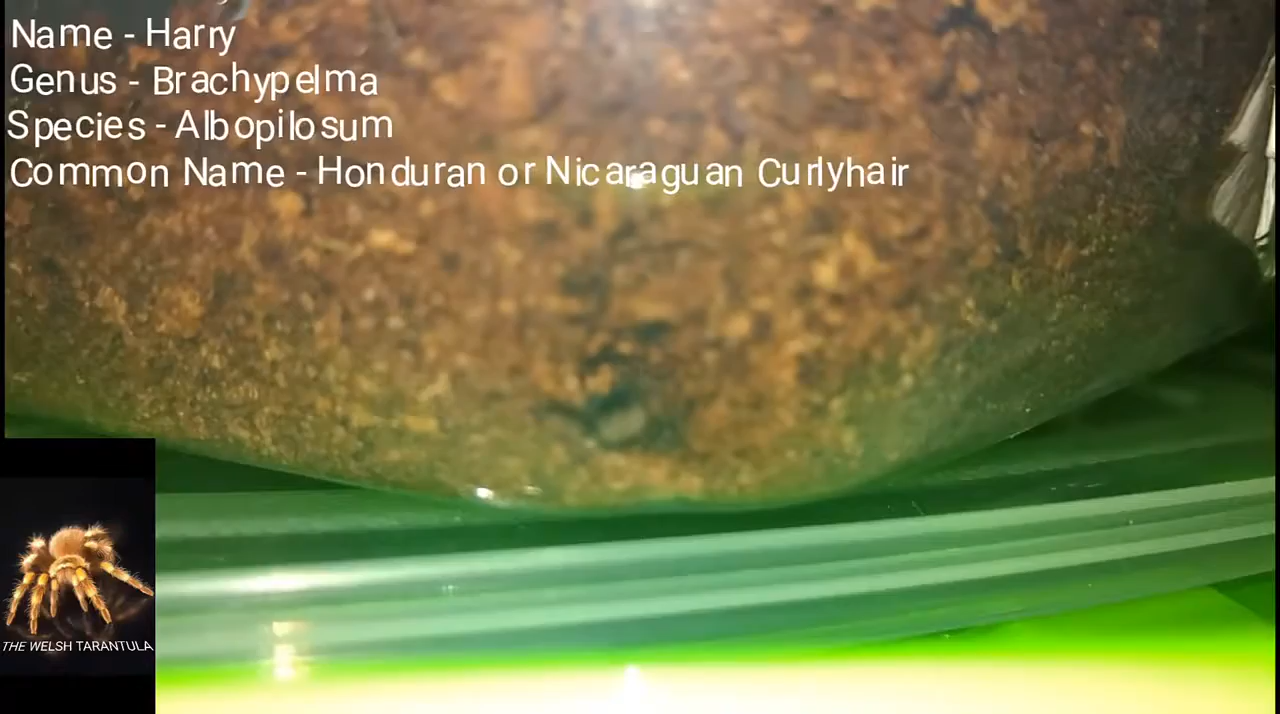 Name - Harry
Genus - Brachypelma
Species - Albopilosum
Common Name - Honduran or Nicaraguan Curlyhair
THE WELSH TARANTULA